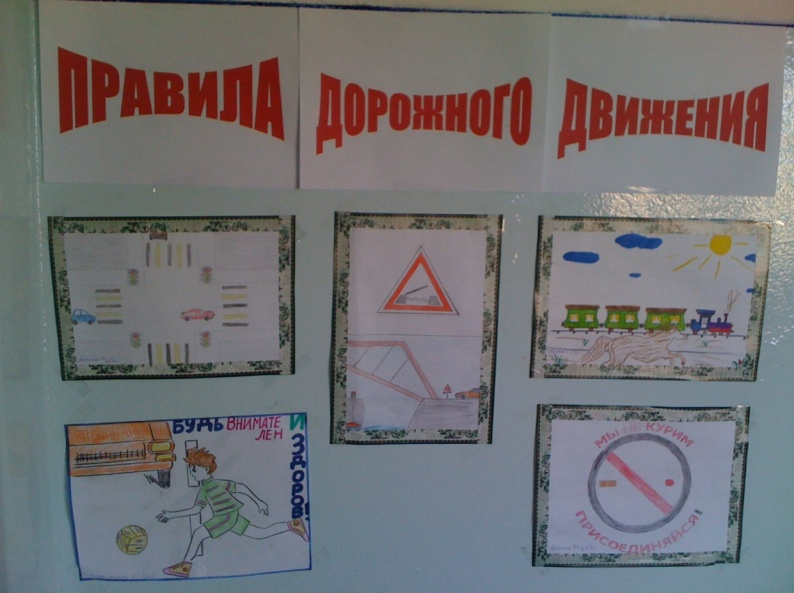 ПРАВИЛА ДОРОЖНОГО ДВИЖЕНИЯ
БУДЬ ВНИМАТЕ
ЛЕН
И ЗДОРОВ!
МЫ НЕ КУРИМ
ПРИСОЕДИНЯЙСЯ!